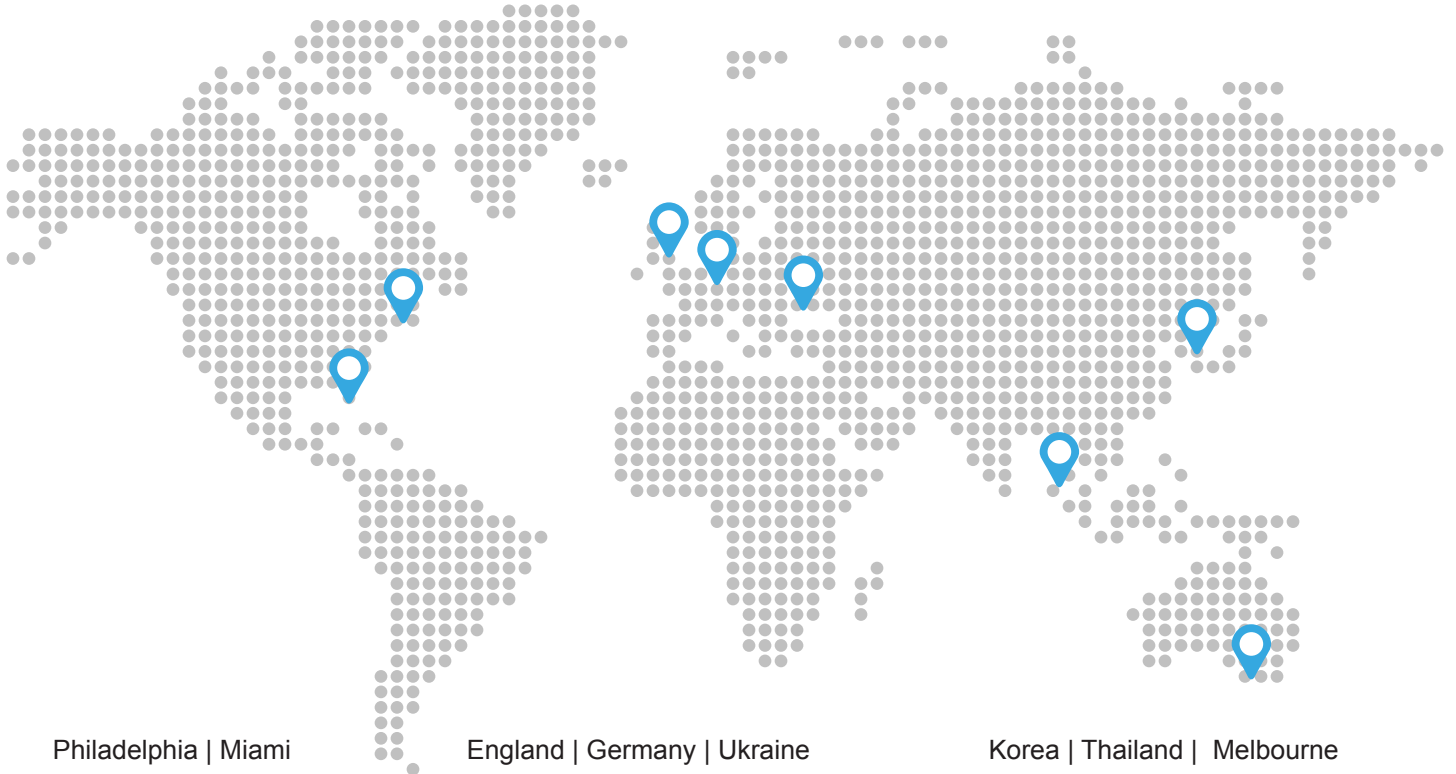 Philadelphia | Miami
England | Germany | Ukraine
Korea | Thailand | Melbourne